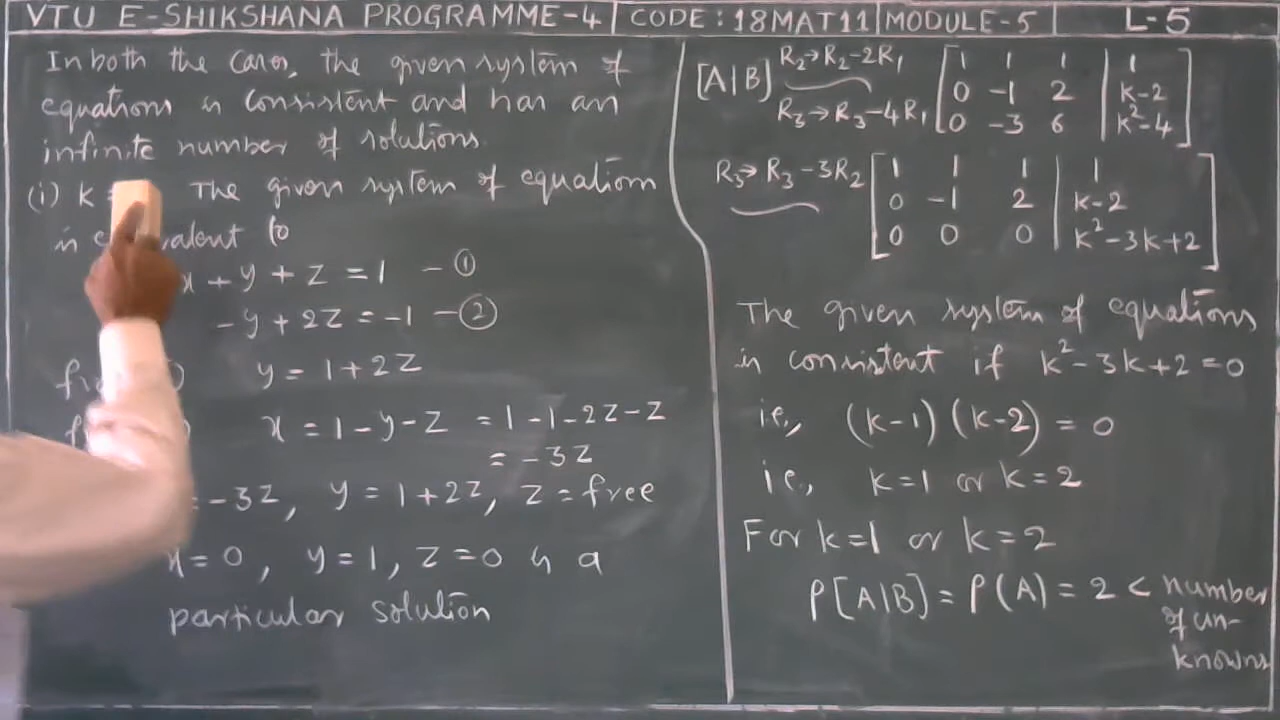 VTU E-SHIKSHANA PROGRAMME-4 | CODE: 18MAT11 | MODULE-5 | L-5
In both the cases, the given system of
equations is consistent and has an
infinite number of solutions.
(i) K The given system of equations
is to
x + y + z = 1 - ①
-y + 2z = -1 - ②
y = 1 + 2z
x = 1 - y - z = 1 - 1 - 2z - z
= -3z
= -3z, y = 1 + 2z, z = free
x = 0, y = 1, z = 0 is a
particular solution
[A|B] R2→R2-2R1
R3→R3-4R1
1 1 1 | 1
0 -1 2 | K-2
0 -3 6 | K²-4
R3→R3-3R2
1 1 1 | 1
0 -1 2 | K-2
0 0 0 | K²-3K+2
The given system of equations
is consistent if K²-3K+2=0
i.e., (K-1)(K-2) = 0
i.e., K=1 or K=2
For K=1 or K=2
ρ[A|B] = ρ(A) = 2 < number
of un-
knowns